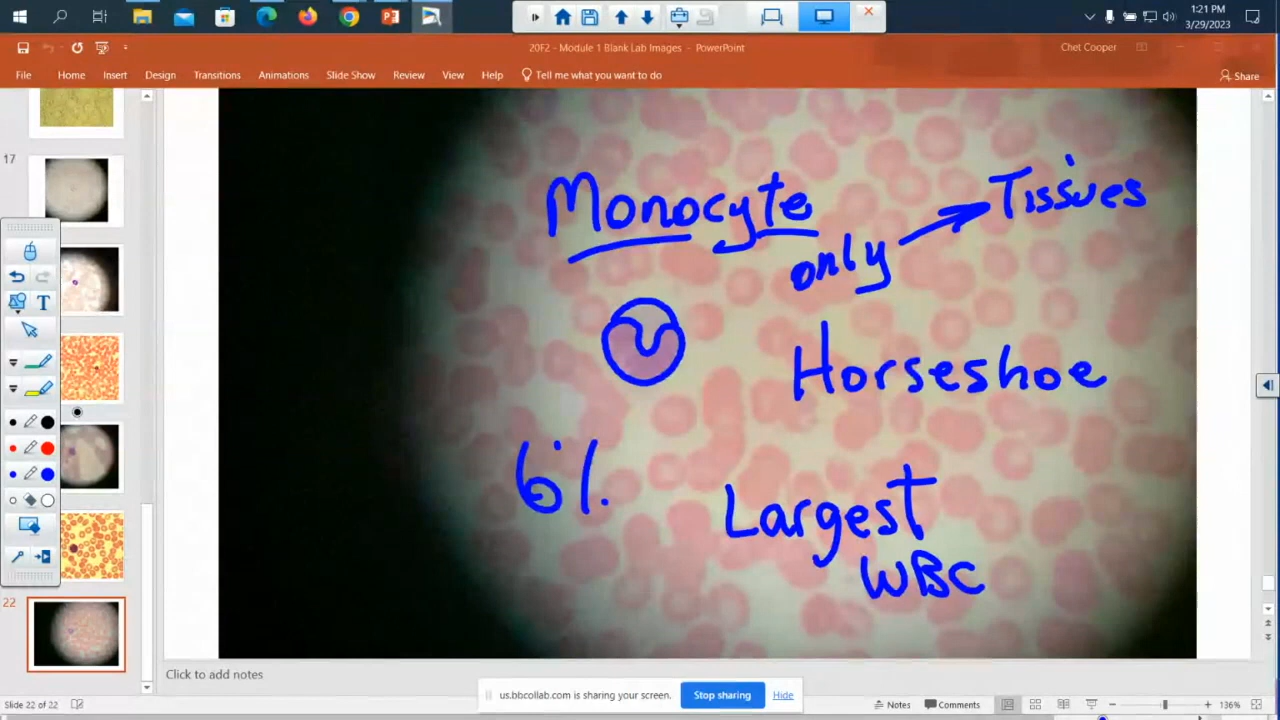 1:21 PM
3/29/2023
20F2 - Module 1 Blank Lab Images - PowerPoint
Chet Cooper
File Home Insert Design Transitions Animations Slide Show Review View Help Tell me what you want to do Share
17
22
T
Monocyte
only
Tissues
Horseshoe
6%
Largest
WBC
Click to add notes
us.bbcollab.com is sharing your screen. Stop sharing Hide
Slide 22 of 22 Notes Comments 136%